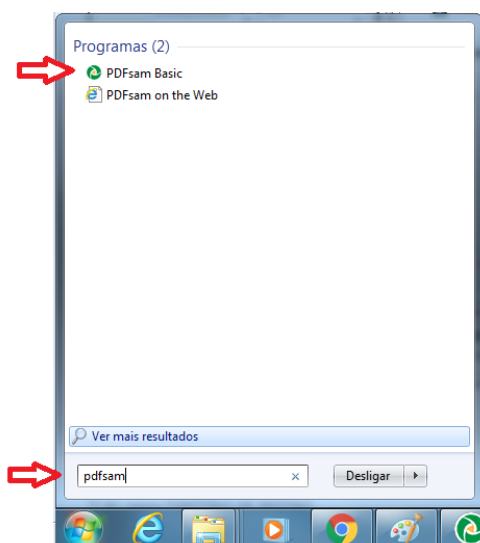 Programas (2)
PDFsam Basic
PDFsam on the Web
Ver mais resultados
pdfsam
Desligar